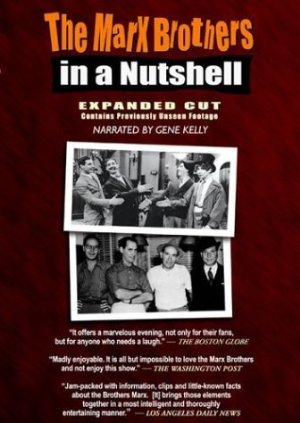 The Marx Brothers
in a Nutshell
EXPANDED CUT
Contains Previously Unseen Footage
NARRATED BY GENE KELLY
"It offers a marvelous evening, not only for their fans,
but for anyone who needs a laugh." — THE BOSTON GLOBE
"Madly enjoyable. It is all but impossible to love the Marx Brothers
and not enjoy this show." — THE WASHINGTON POST
"Jam-packed with information, clips and little-known facts
about the Brothers Marx. [It] brings those elements
together in a most intelligent and thoroughly
entertaining manner." — LOS ANGELES DAILY NEWS